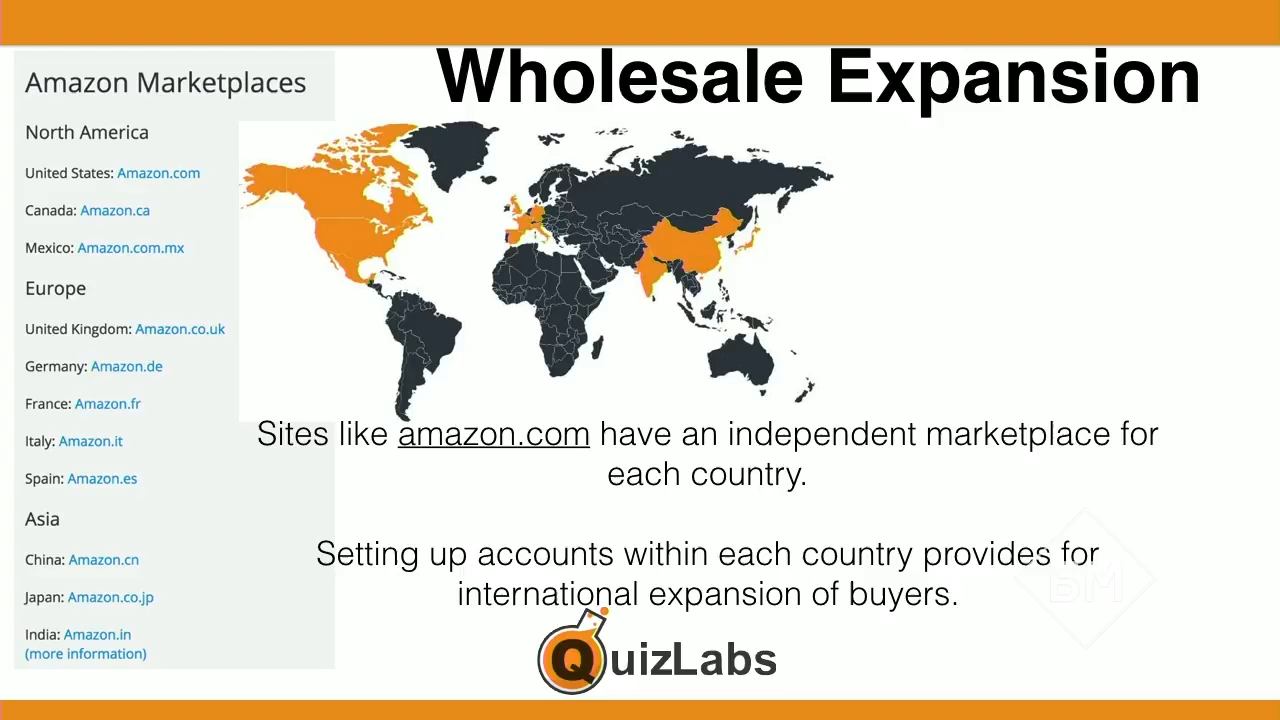 Wholesale Expansion
Amazon Marketplaces
North America
United States: Amazon.com
Canada: Amazon.ca
Mexico: Amazon.com.mx
Europe
United Kingdom: Amazon.co.uk
Germany: Amazon.de
France: Amazon.fr
Italy: Amazon.it
Spain: Amazon.es
Asia
China: Amazon.cn
Japan: Amazon.co.jp
India: Amazon.in
(more information)
Sites like amazon.com have an independent marketplace for
each country.
Setting up accounts within each country provides for
international expansion of buyers.
BM
QuizLabs